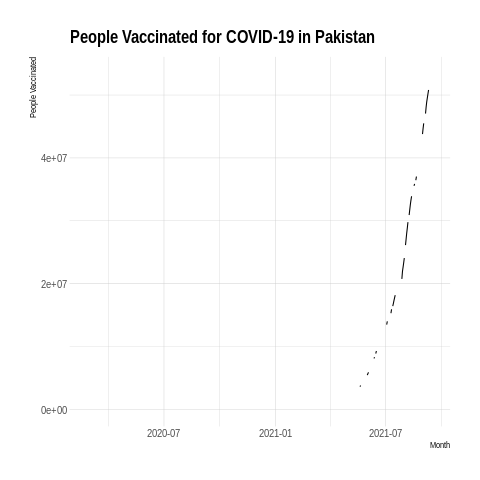 People Vaccinated for COVID-19 in Pakistan
People Vaccinated
4e+07
2e+07
0e+00
2020-07 2021-01 2021-07
Month